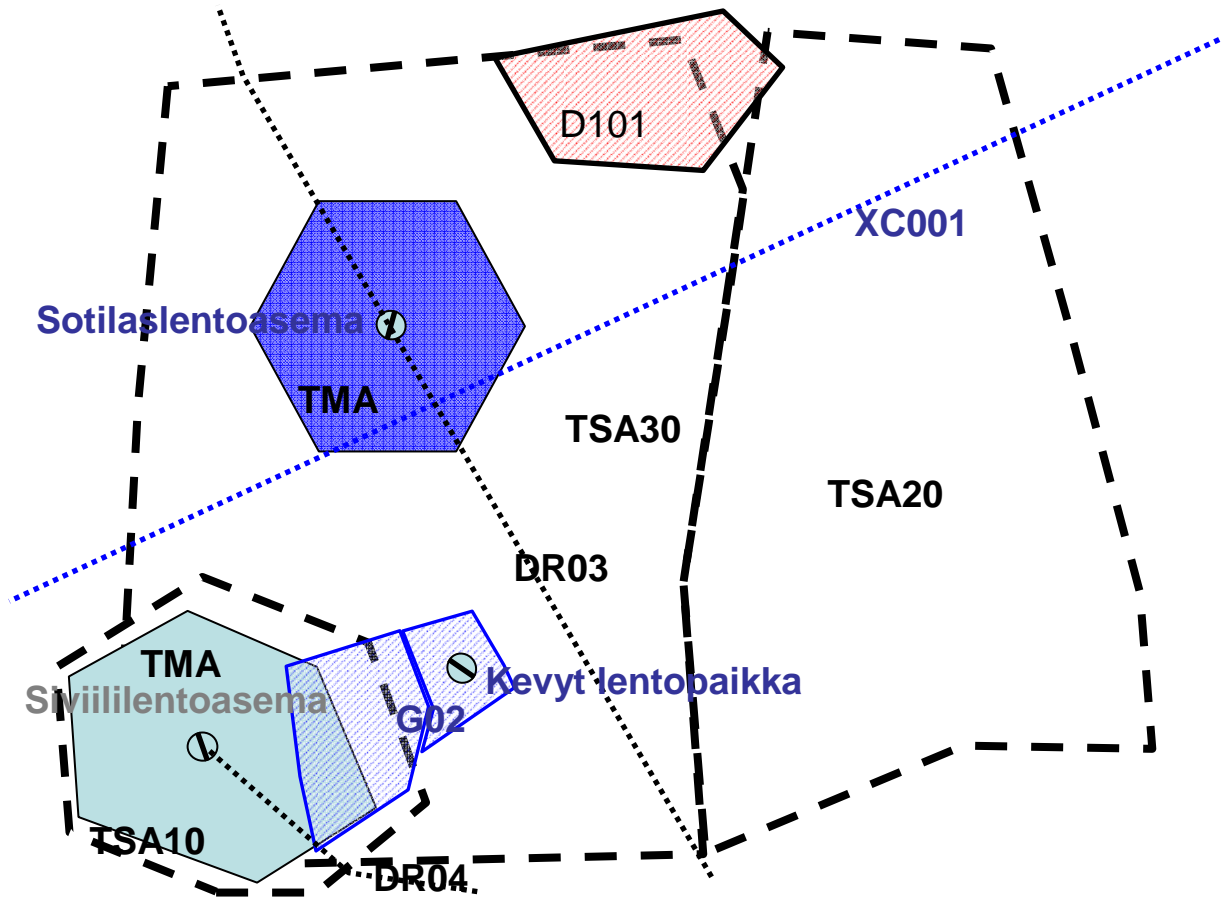 D101
XC001
Sotilaslentoasema
TMA
TSA30
TSA20
DR03
TMA
Siviililentoasema
Kevyt lentopaikka
G02
TSA10
DR04